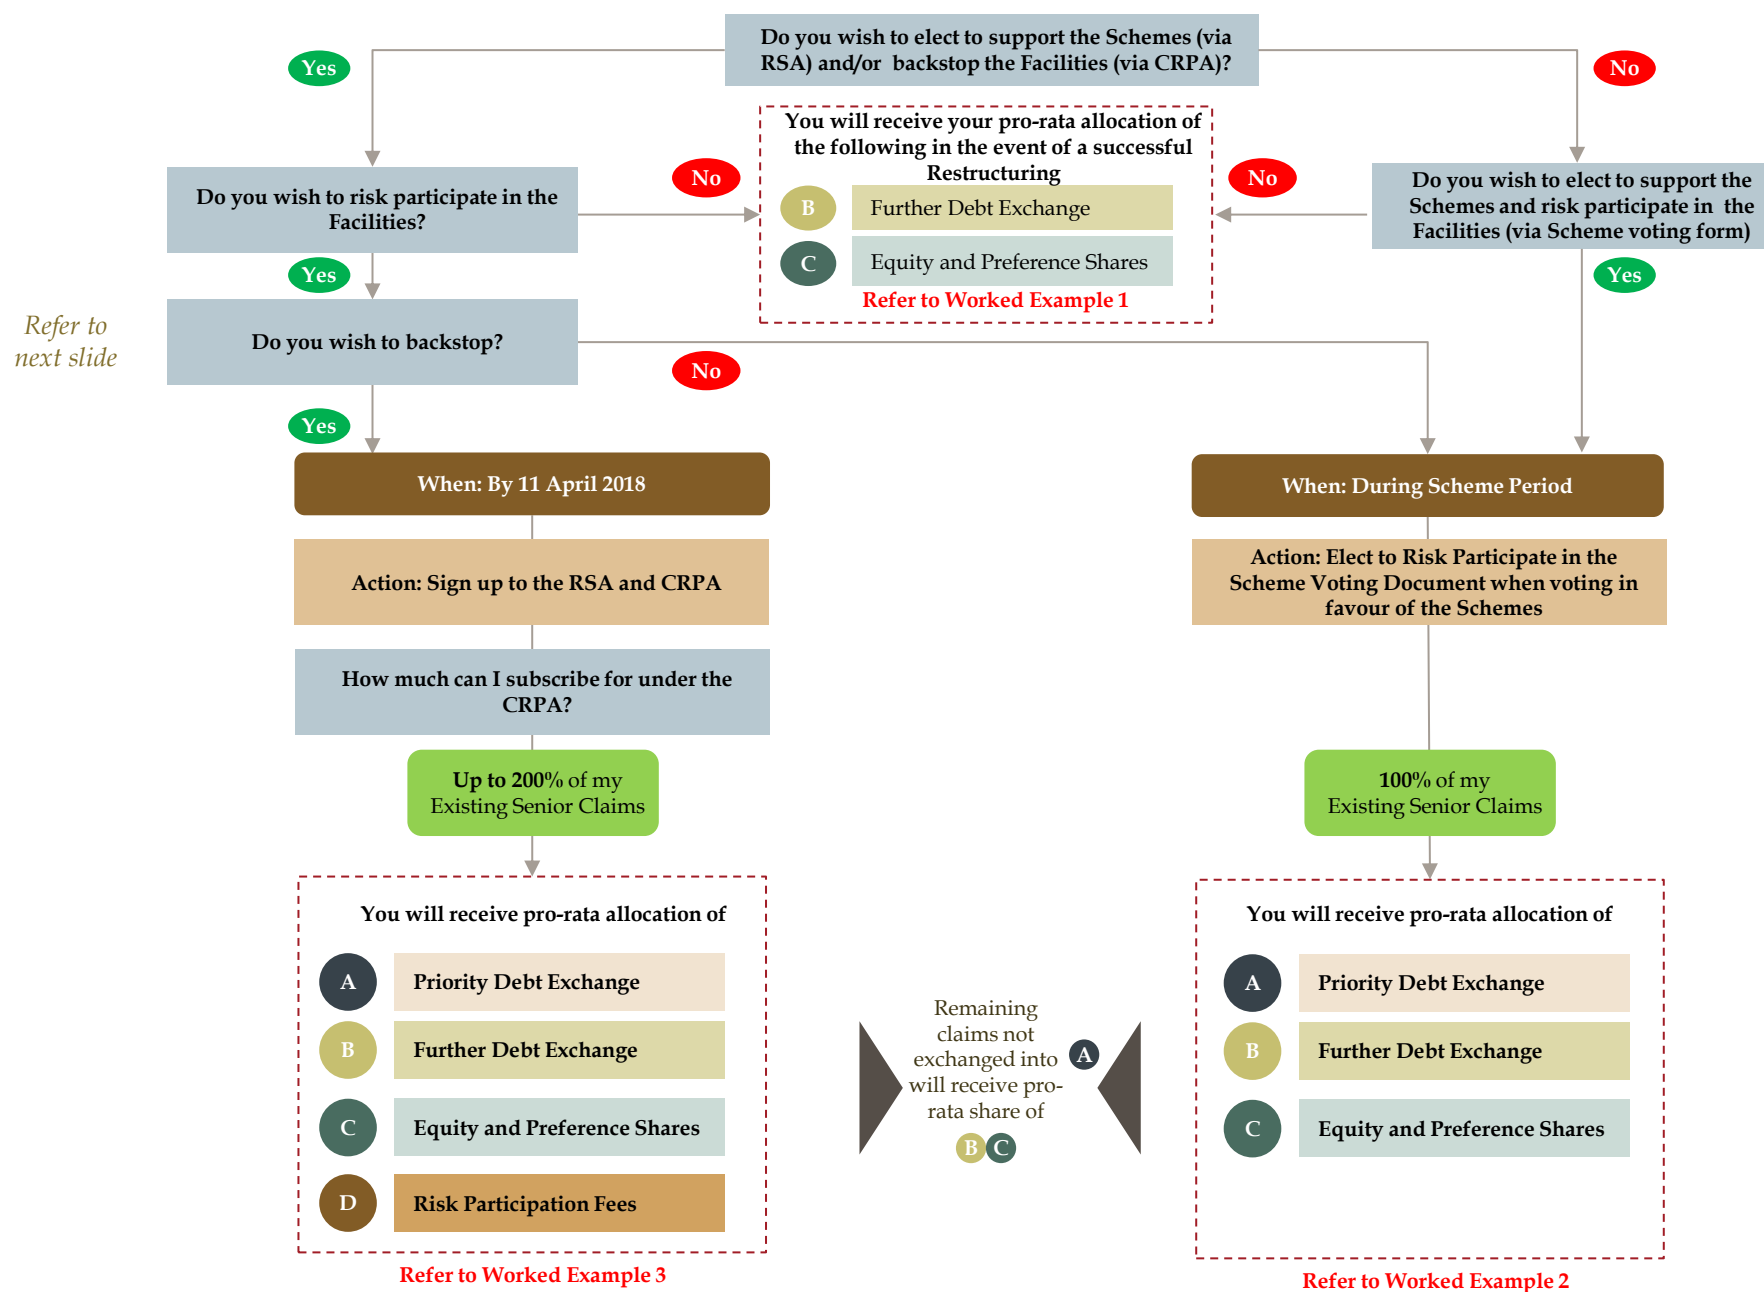 Do you wish to elect to support the Schemes (via
RSA) and/or backstop the Facilities (via CRPA)?
Yes
No
You will receive your pro-rata allocation of
the following in the event of a successful
Restructuring
B
Further Debt Exchange
C
Equity and Preference Shares
Refer to Worked Example 1
Do you wish to risk participate in the
Facilities?
No
No
Do you wish to elect to support the
Schemes and risk participate in the
Facilities (via Scheme voting form)
Yes
Yes
Refer to
next slide
Do you wish to backstop?
No
Yes
When: By 11 April 2018
When: During Scheme Period
Action: Sign up to the RSA and CRPA
Action: Elect to Risk Participate in the
Scheme Voting Document when voting in
favour of the Schemes
How much can I subscribe for under the
CRPA?
Up to 200% of my
Existing Senior Claims
100% of my
Existing Senior Claims
You will receive pro-rata allocation of
A
Priority Debt Exchange
B
Further Debt Exchange
C
Equity and Preference Shares
D
Risk Participation Fees
Refer to Worked Example 3
Remaining
claims not
exchanged into A
will receive pro-
rata share of
B C
You will receive pro-rata allocation of
A
Priority Debt Exchange
B
Further Debt Exchange
C
Equity and Preference Shares
Refer to Worked Example 2